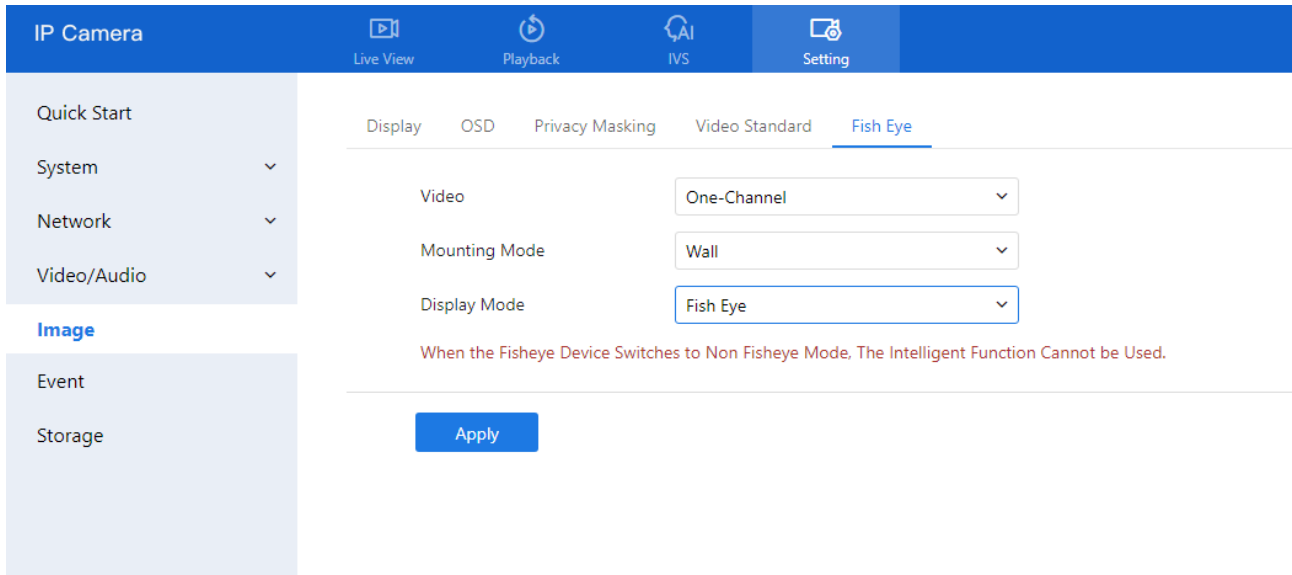 IP Camera
Live View
Playback
AI
IVS
Setting
Quick Start
System
Network
Video/Audio
Image
Event
Storage
Display OSD Privacy Masking Video Standard Fish Eye
Video One-Channel
Mounting Mode Wall
Display Mode Fish Eye
When the Fisheye Device Switches to Non Fisheye Mode, The Intelligent Function Cannot be Used.
Apply